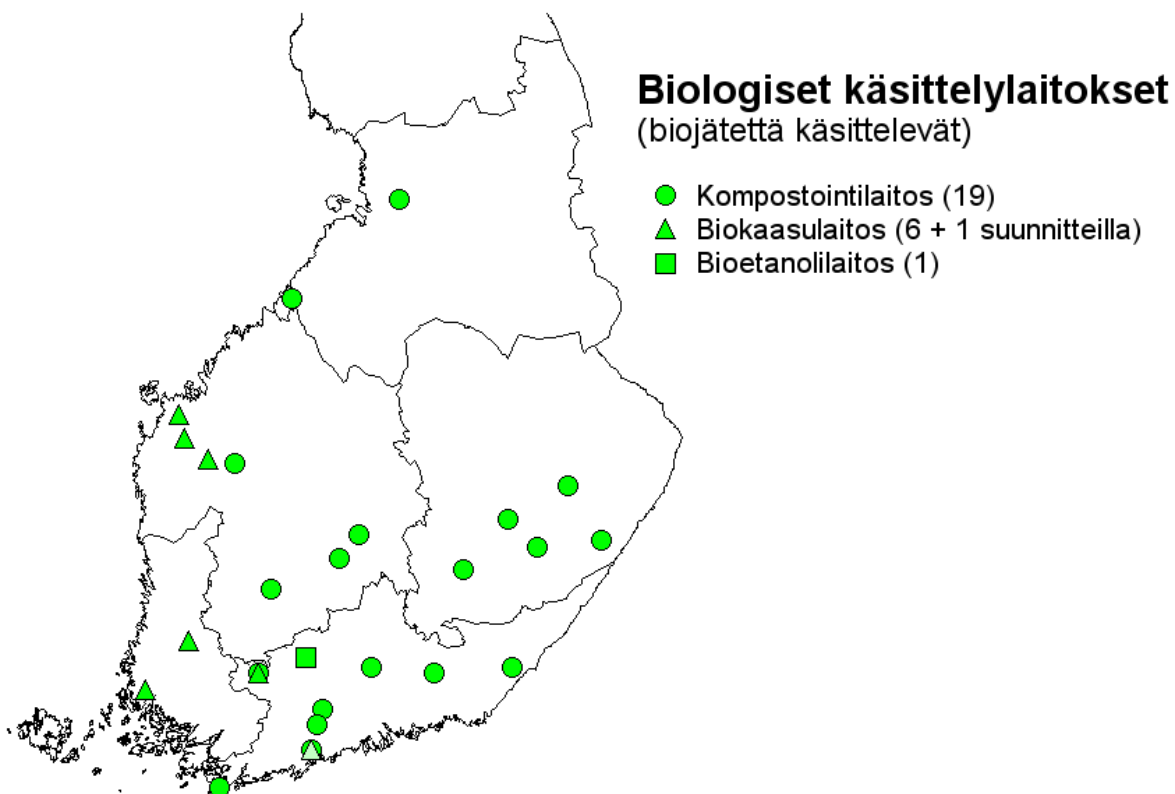 Biologiset käsittelylaitokset
(biojätettä käsittelevät)
Kompostointilaitos (19)
Biokaasulaitos (6 + 1 suunnitteilla)
Bioetanolilaitos (1)